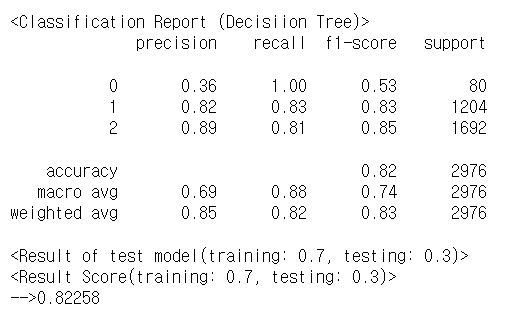 <Classification Report (Decisiion Tree)>
precision recall f1-score support
0 0.36 1.00 0.53 80
1 0.82 0.83 0.83 1204
2 0.89 0.81 0.85 1692
accuracy 0.82 2976
macro avg 0.69 0.88 0.74 2976
weighted avg 0.85 0.82 0.83 2976
<Result of test model(training: 0.7, testing: 0.3)>
<Result Score(training: 0.7, testing: 0.3)>
-->0.82258